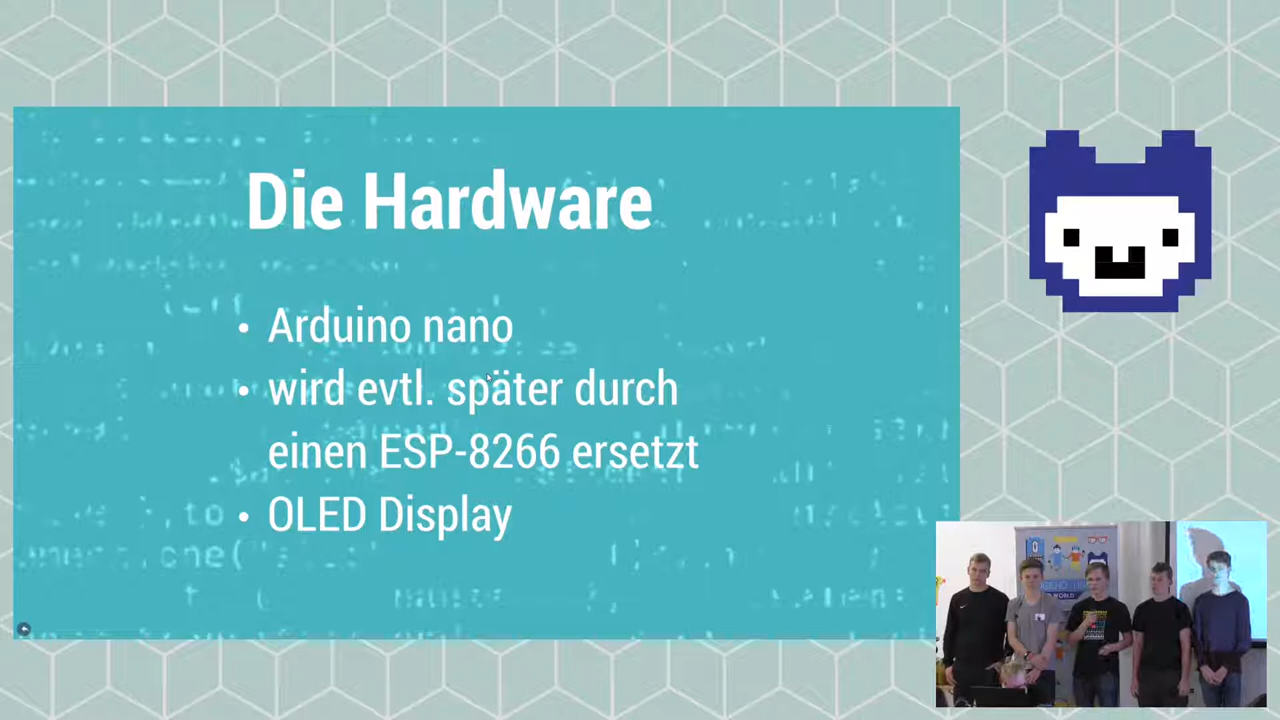 Die Hardware
• Arduino nano
• wird evtl. später durch
einen ESP-8266 ersetzt
• OLED Display